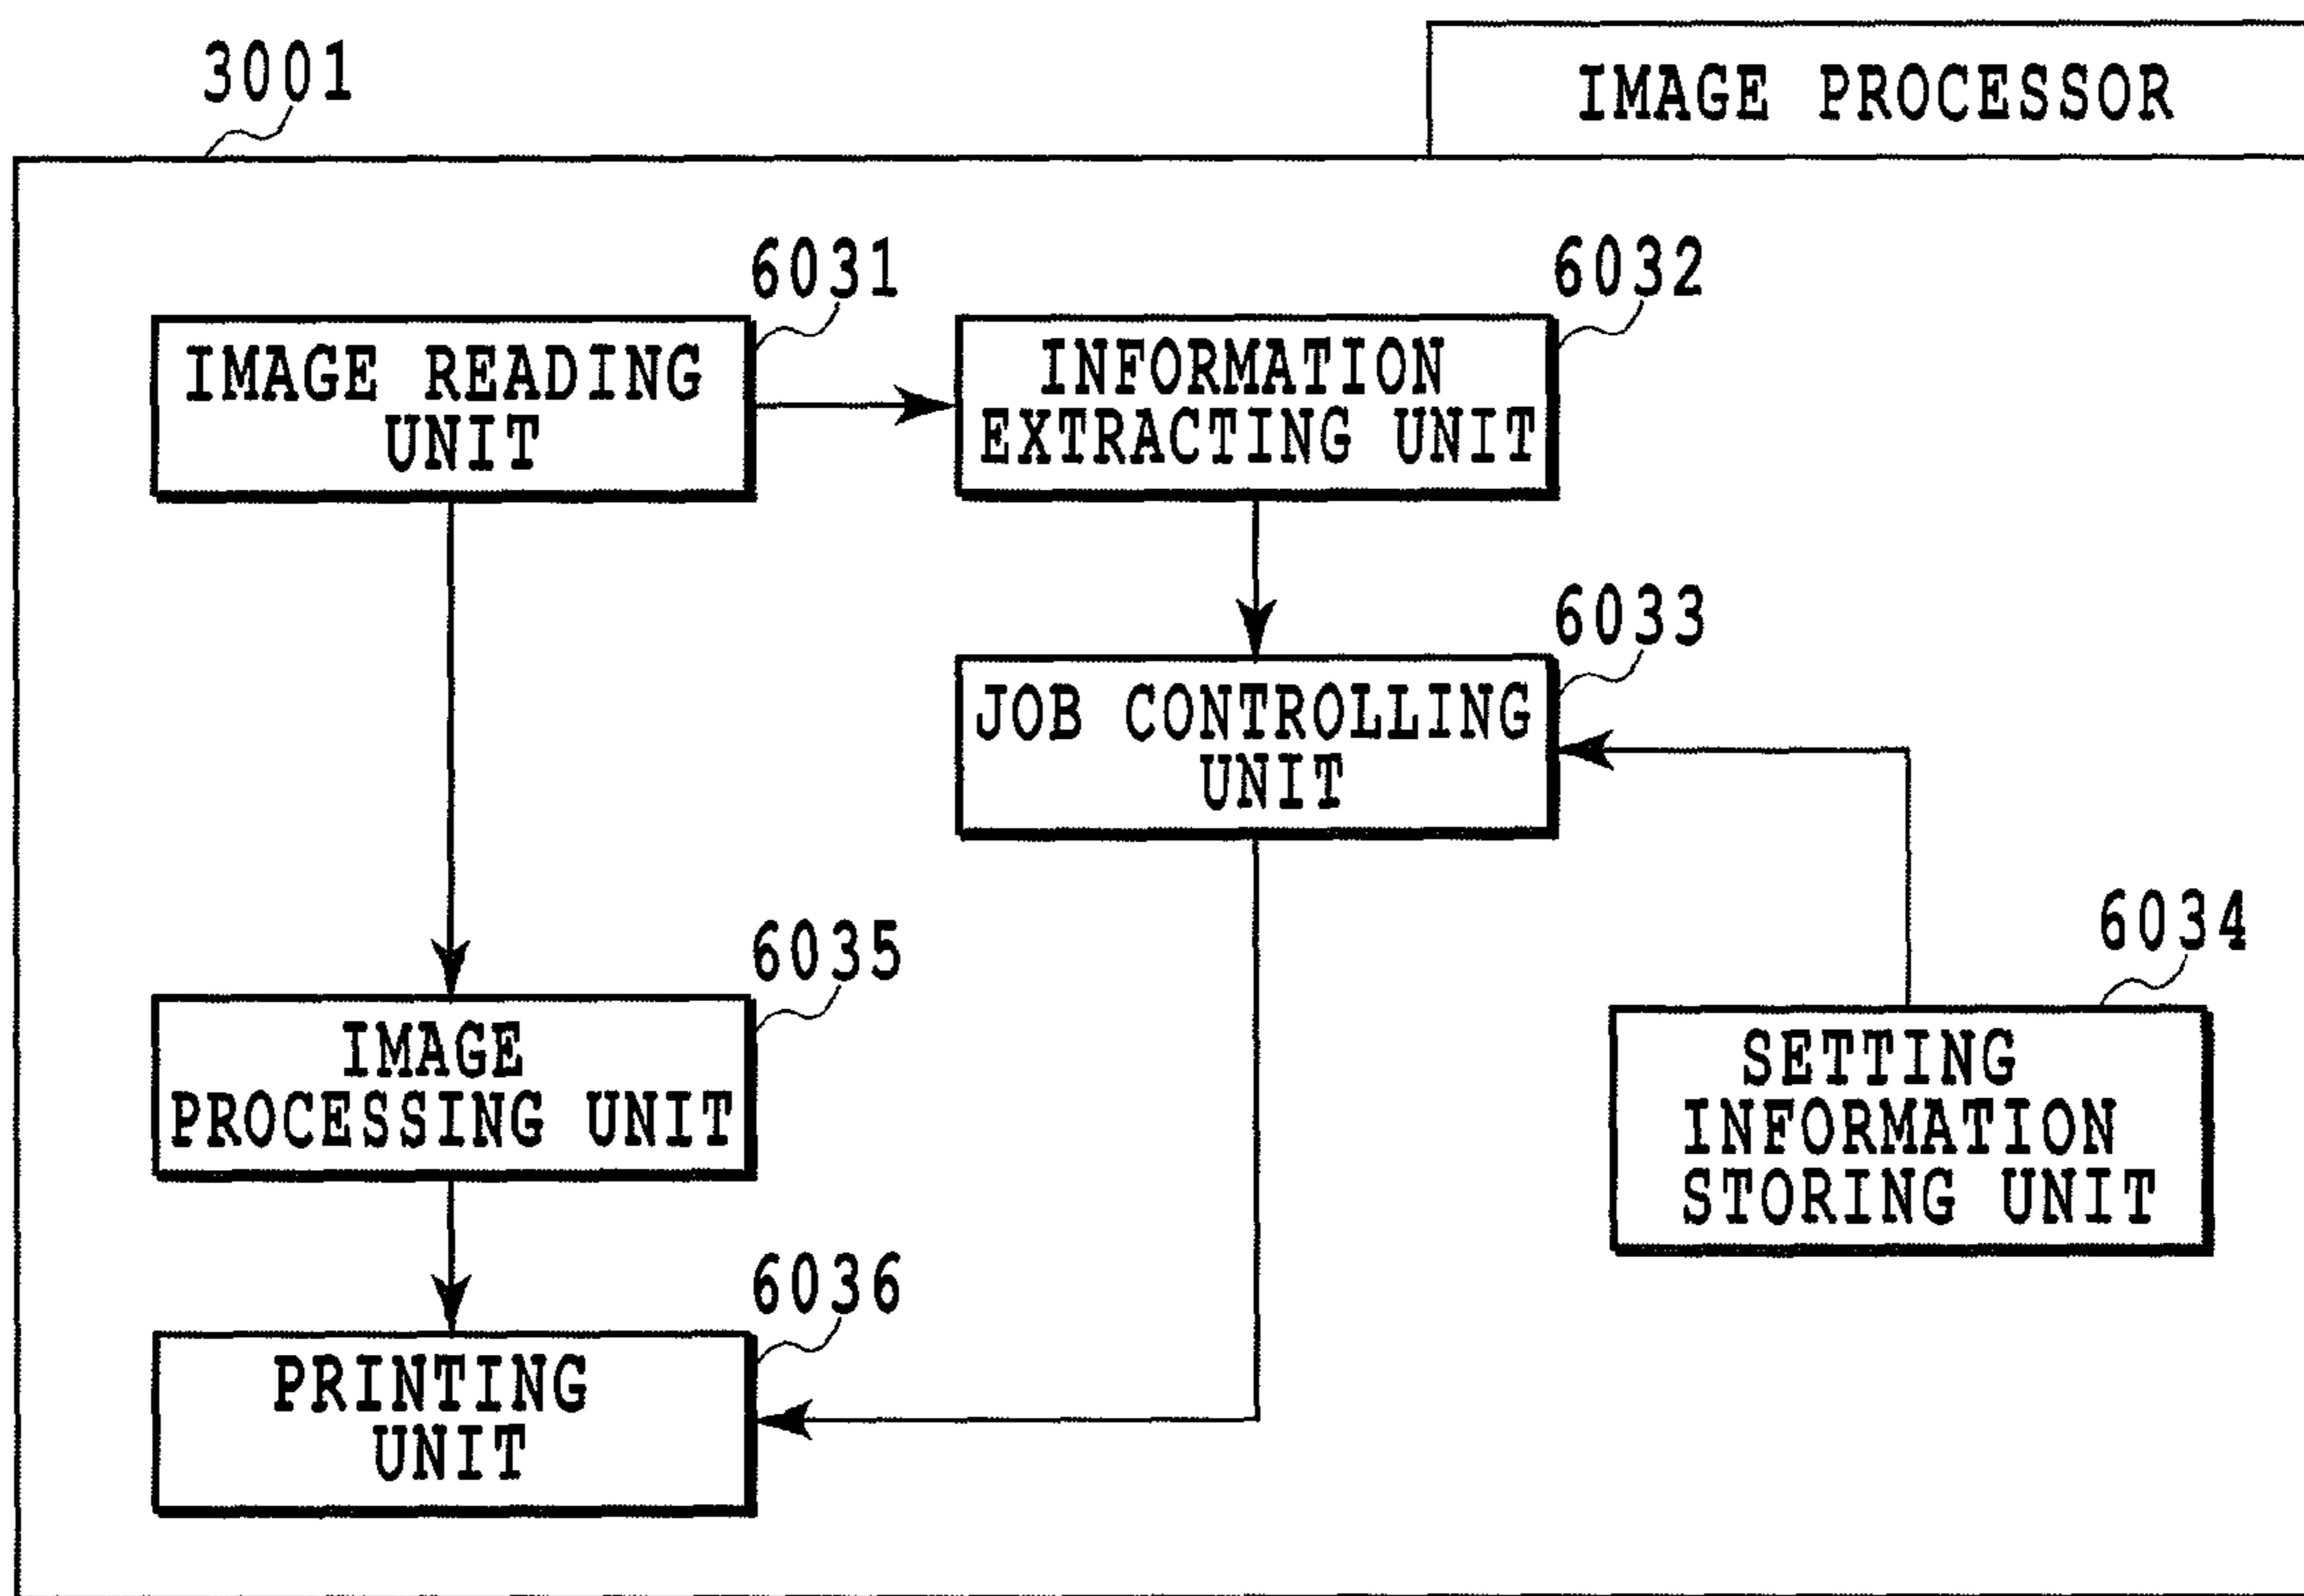 3001
IMAGE PROCESSOR
6031
6032
IMAGE READING
UNIT
INFORMATION
EXTRACTING UNIT
6033
JOB CONTROLLING
UNIT
6034
6035
IMAGE
PROCESSING UNIT
SETTING
INFORMATION
STORING UNIT
6036
PRINTING
UNIT